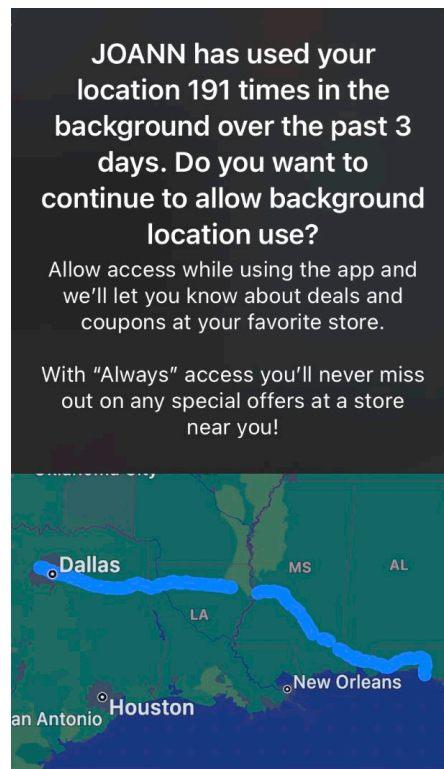 JOANN has used your
location 191 times in the
background over the past 3
days. Do you want to
continue to allow background
location use?
Allow access while using the app and
we'll let you know about deals and
coupons at your favorite store.
With “Always” access you'll never miss
out on any special offers at a store
near you!
Oklahoma City
Dallas
MS
AL
LA
New Orleans
Houston
an Antonio